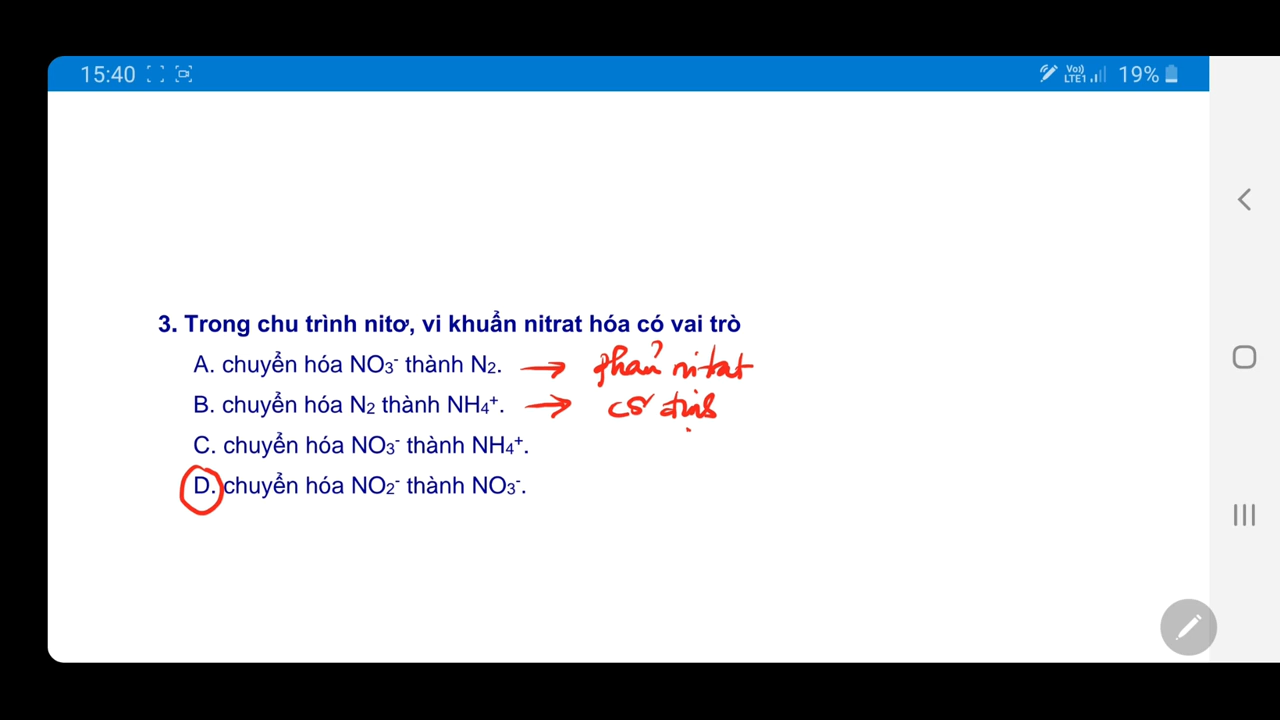 15:40 Vo)) LTE1 19%
3. Trong chu trình nitơ, vi khuẩn nitrat hóa có vai trò
A. chuyển hóa NO₃⁻ thành N₂. → phản nitrat
B. chuyển hóa N₂ thành NH₄⁺. → cố định
C. chuyển hóa NO₃⁻ thành NH₄⁺.
D. chuyển hóa NO₂⁻ thành NO₃⁻.